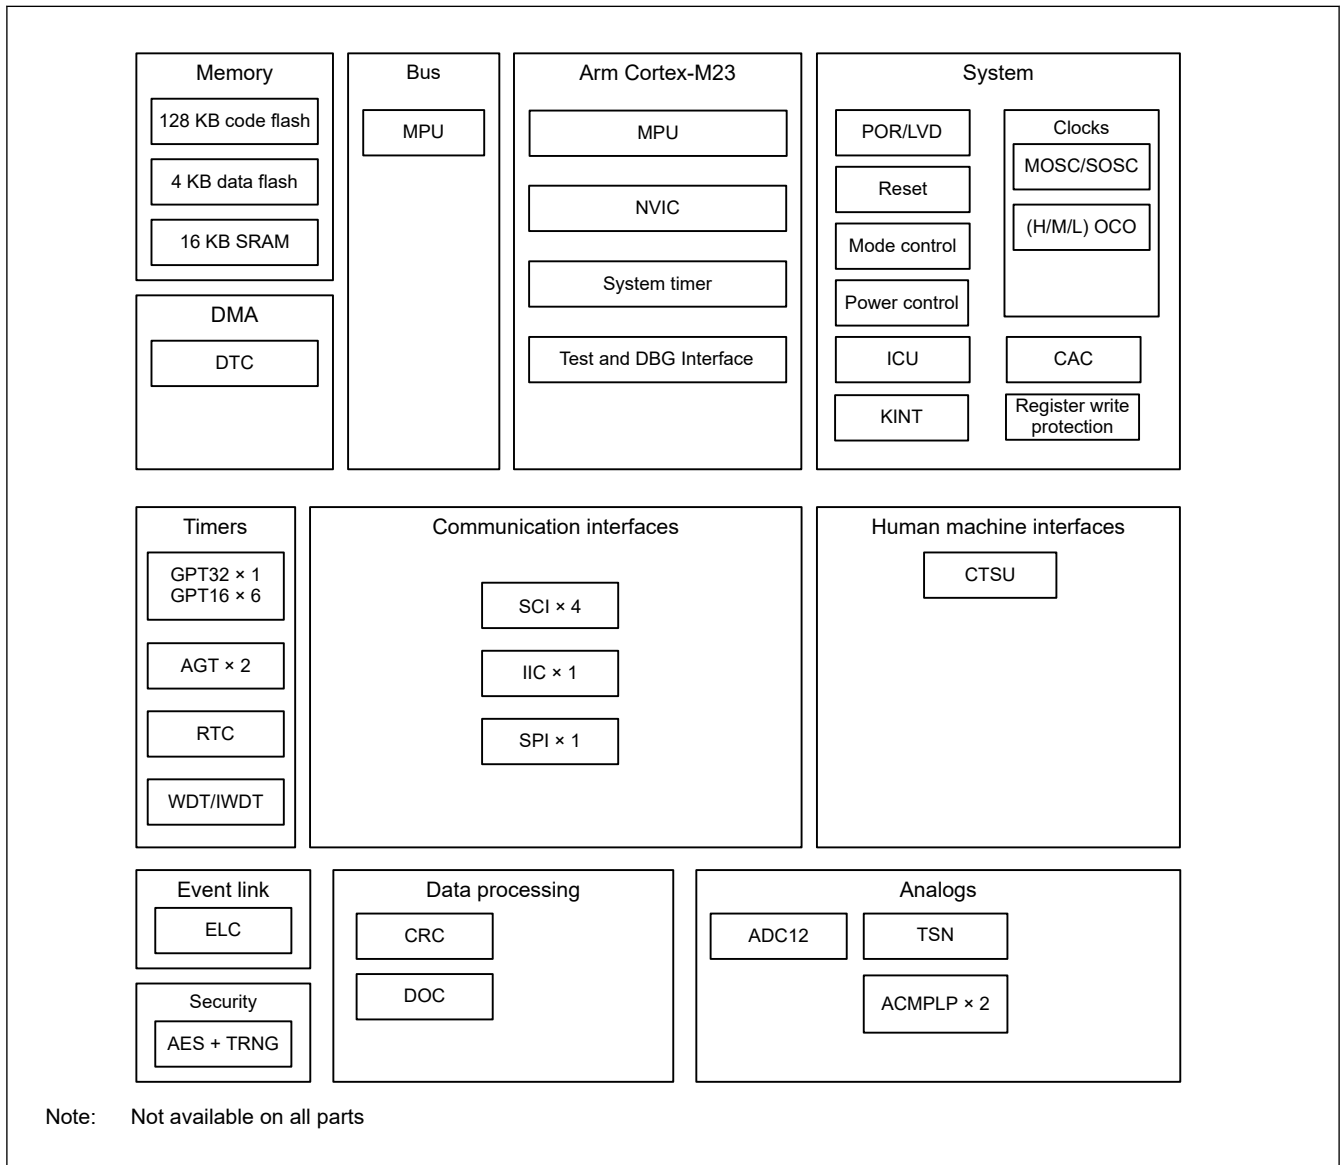 Memory
128 KB code flash
4 KB data flash
16 KB SRAM
DMA
DTC
Bus
MPU
Arm Cortex-M23
MPU
NVIC
System timer
Test and DBG Interface
System
POR/LVD
Reset
Mode control
Power control
ICU
KINT
Clocks
MOSC/SOSC
(H/M/L) OCO
CAC
Register write
protection
Timers
GPT32 × 1
GPT16 × 6
AGT × 2
RTC
WDT/IWDT
Communication interfaces
SCI × 4
IIC × 1
SPI × 1
Human machine interfaces
CTSU
Event link
ELC
Security
AES + TRNG
Data processing
CRC
DOC
Analogs
ADC12
TSN
ACMPLP × 2
Note: Not available on all parts